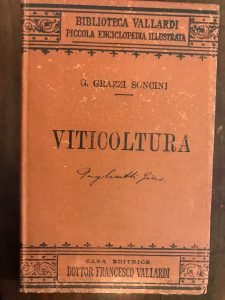 BIBLIOTECA VALLARDI
PICCOLA ENCICLOPEDIA ILLUSTRATA
G. GRAZZI SONCINI
VITICOLTURA
CASA EDITRICE
DOTTOR FRANCESCO VALLARDI